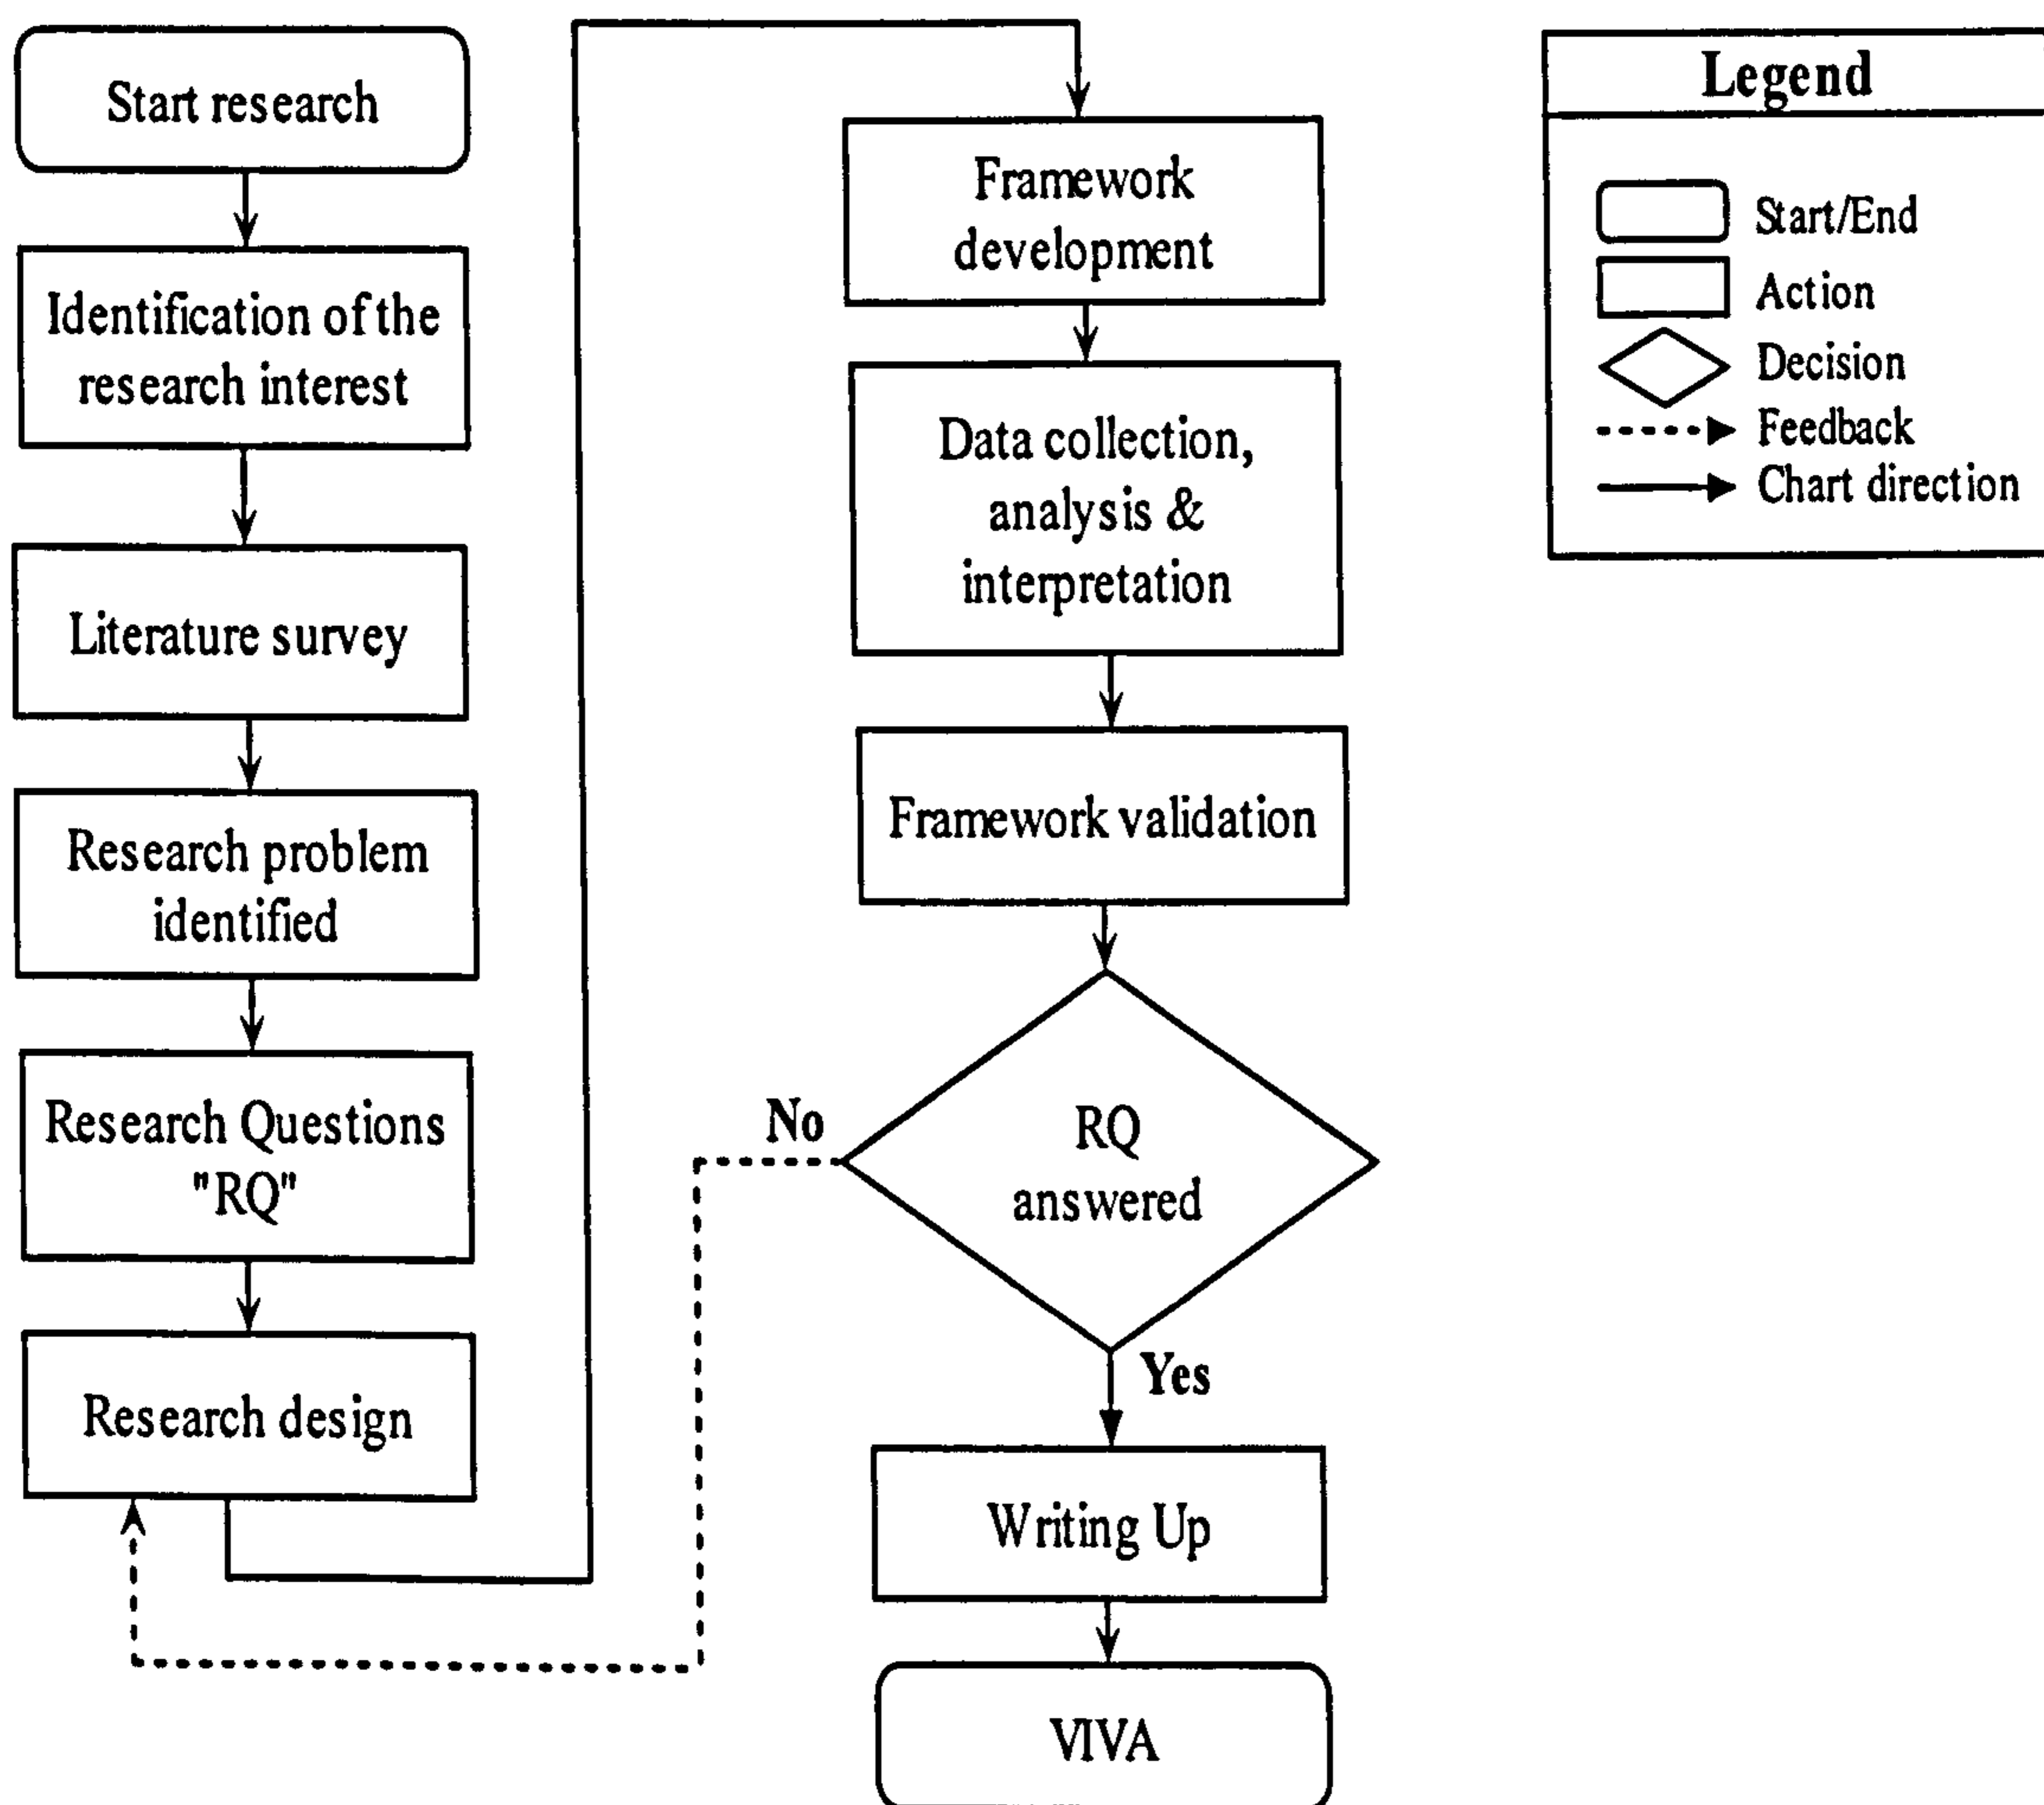 Start research
Identification of the
research interest
Literature survey
Research problem
identified
Research Questions
"RQ"
Research design
Framework
development
Data collection,
analysis &
interpretation
Framework validation
RQ
answered
No
Yes
Writing Up
VIVA
Legend
Start/End
Action
Decision
Feedback
Chart direction